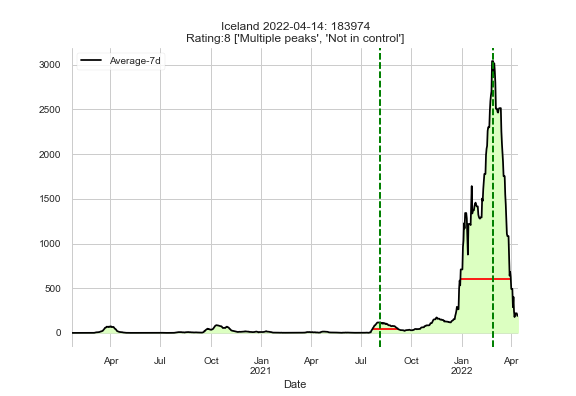 Iceland 2022-04-14: 183974
Rating:8 ['Multiple peaks', 'Not in control']
Average-7d
3000
2500
2000
1500
1000
500
0
Apr Jul Oct Jan Apr Jul Oct Jan Apr
2021 2022
Date